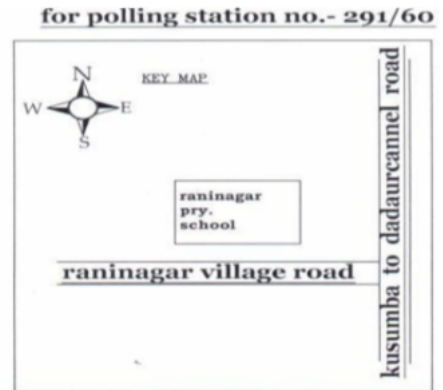 for polling station no.- 291/60
N
KEY MAP
W
E
S
raninagar
pry.
school
raninagar village road
kusumba to dadaurcannel road